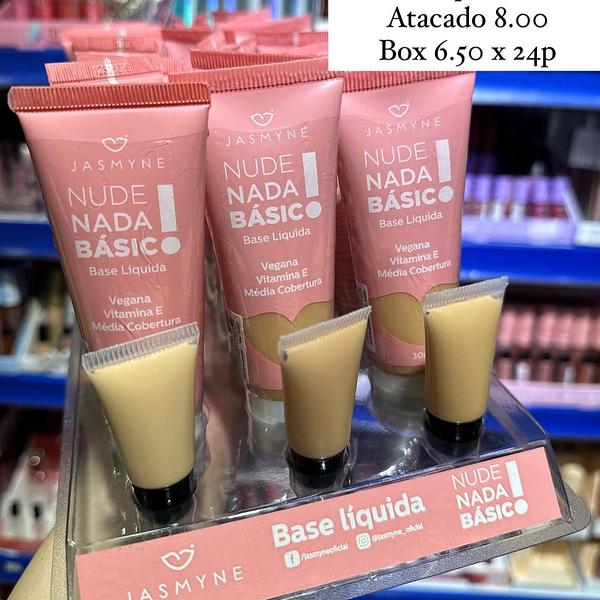 Atacado 8.00
Box 6.50 x 24p
JASMYNE
NUDE
NADA
BÁSICO!
Base Líquida
Vegana
Vitamina E
Média Cobertura
JASMYNE
NUDE
NADA
BÁSICO!
Base Líquida
Vegana
Vitamina E
Média Cobertura
JASMYNE
NUDE
NADA
BÁSICO!
Base Líquida
Vegana
Vitamina E
Média Cobertura
JASMYNE
Base líquida
/jasmyneoficial @jasmyne_oficial
NUDE
NADA
BÁSICO!